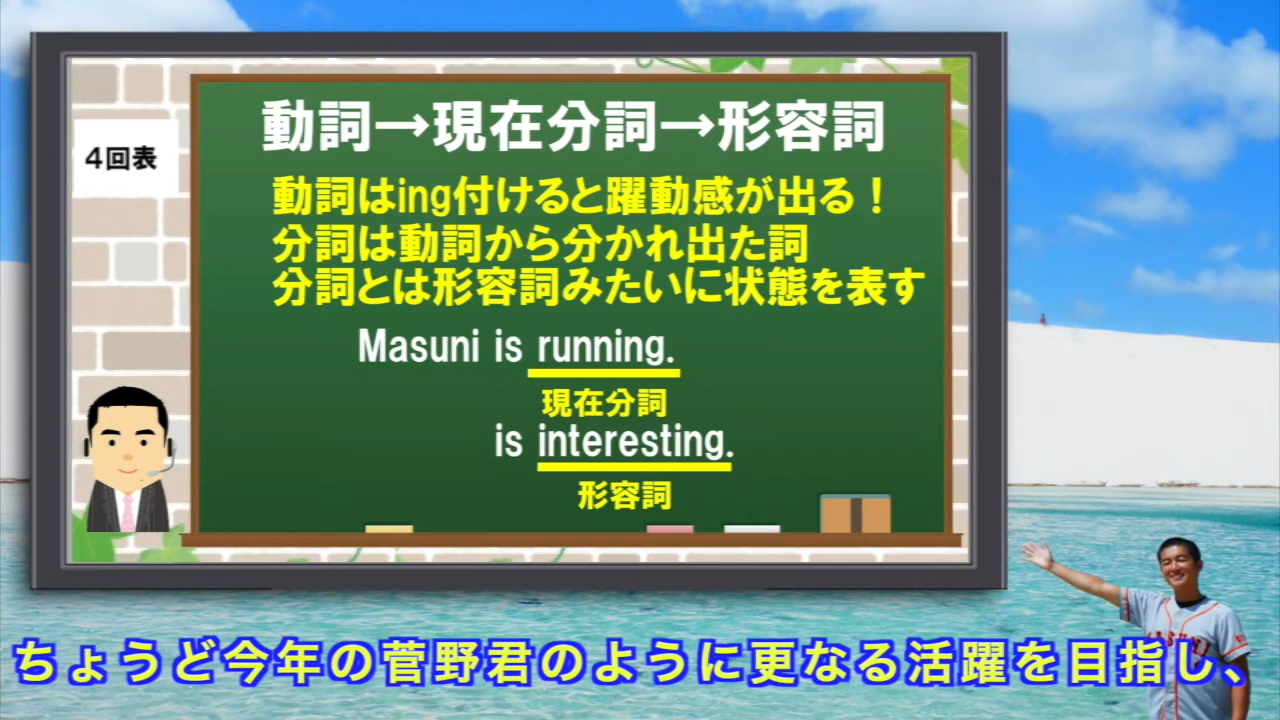 動詞→現在分詞→形容詞
4回表
動詞はing付けると躍動感が出る！
分詞は動詞から分かれ出た詞
分詞とは形容詞みたいに状態を表す
Masuni is running.
現在分詞
is interesting.
形容詞
ちょうど今年の菅野君のように更なる活躍を目指し、